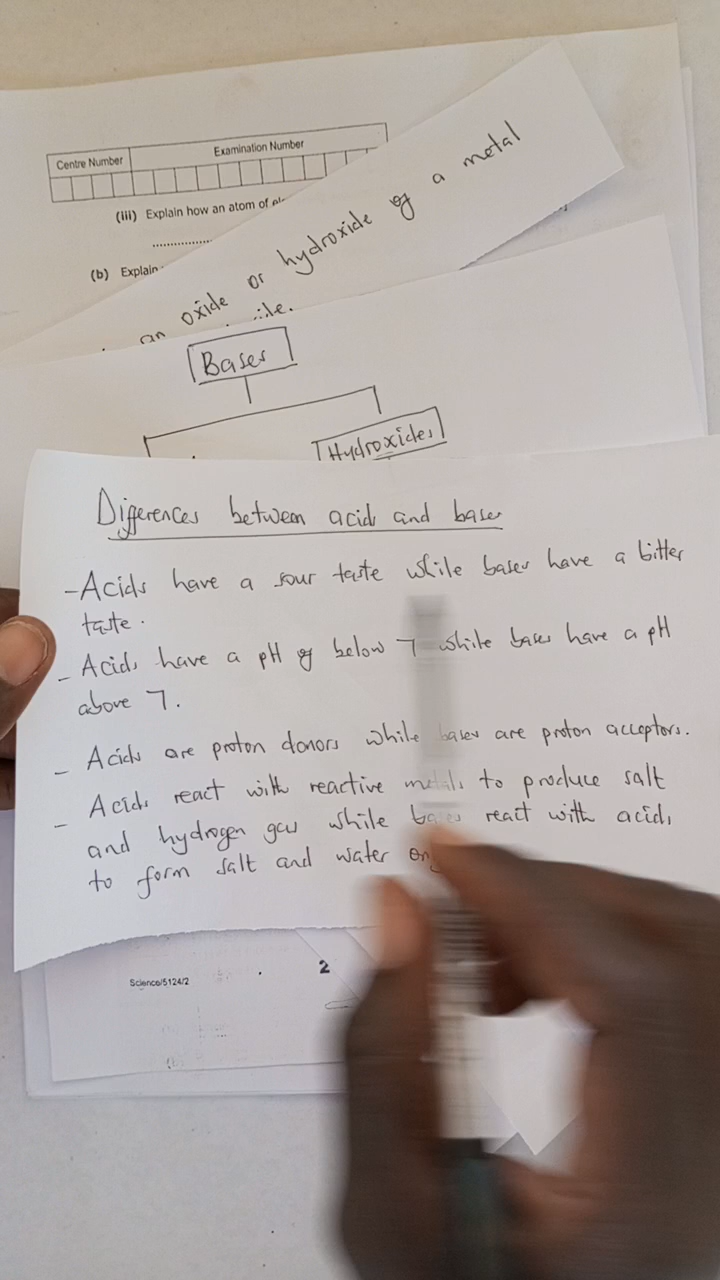 Centre Number
Examination Number
(iii) Explain how an atom of
(b) Explain
an oxide or hydroxide of a metal
Bases
Hydroxides
Differences between acid and bases
- Acids have a sour taste while bases have a bitter
taste.
- Acids have a pH of below 7 while bases have a pH
above 7.
- Acids are proton donors while bases are proton acceptors.
- Acids react with reactive metals to produce salt
and hydrogen gas while bases react with acids
to form salt and water
2
Science/5124/2